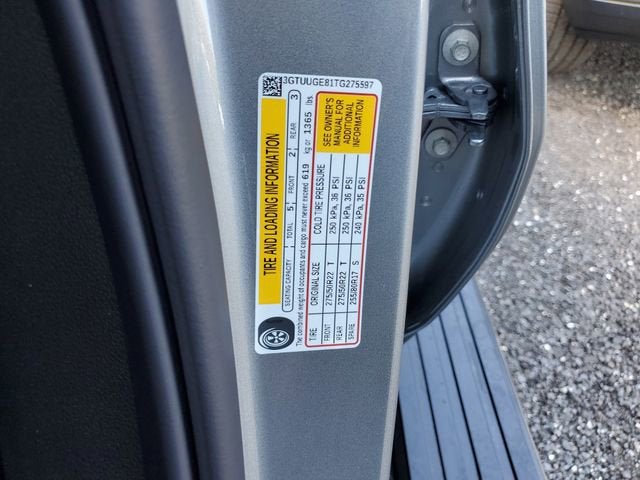 3GTUUGE81TG275597
TIRE AND LOADING INFORMATION
SEATING CAPACITY TOTAL 5 FRONT 2 REAR 3
The combined weight of occupants and cargo must never exceed 619 kg or 1365 lbs.
TIRE ORIGINAL SIZE COLD TIRE PRESSURE
FRONT 275/50R22 T 250 kPa, 36 PSI
REAR 275/50R22 T 250 kPa, 36 PSI
SPARE 255/80R17 S 240 kPa, 35 PSI
SEE OWNER'S
MANUAL FOR
ADDITIONAL
INFORMATION